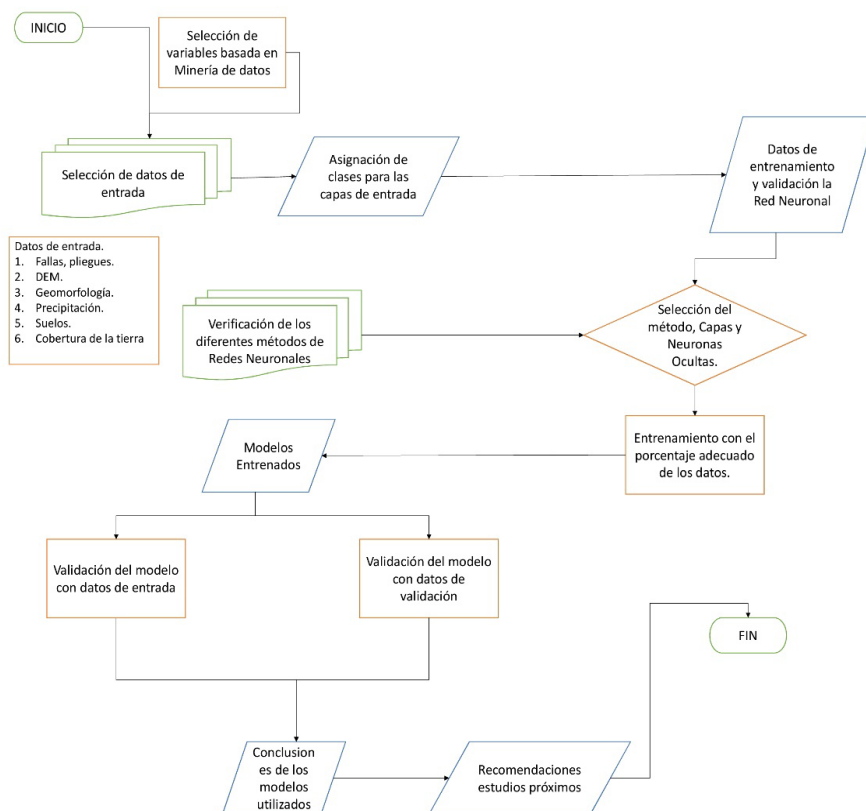 INICIO
Selección de
variables basada en
Minería de datos
Selección de datos de
entrada
Asignación de
clases para las
capas de entrada
Datos de
entrenamiento
y validación la
Red Neuronal
Datos de entrada.
1. Fallas, pliegues.
2. DEM.
3. Geomorfología.
4. Precipitación.
5. Suelos.
6. Cobertura de la tierra
Verificación de los
diferentes métodos de
Redes Neuronales
Selección del
método, Capas y
Neuronas
Ocultas.
Entrenamiento con el
porcentaje adecuado
de los datos.
Modelos
Entrenados
Validación del modelo
con datos de entrada
Validación del modelo
con datos de
validación
FIN
Conclusion
es de los
modelos
utilizados
Recomendaciones
estudios próximos